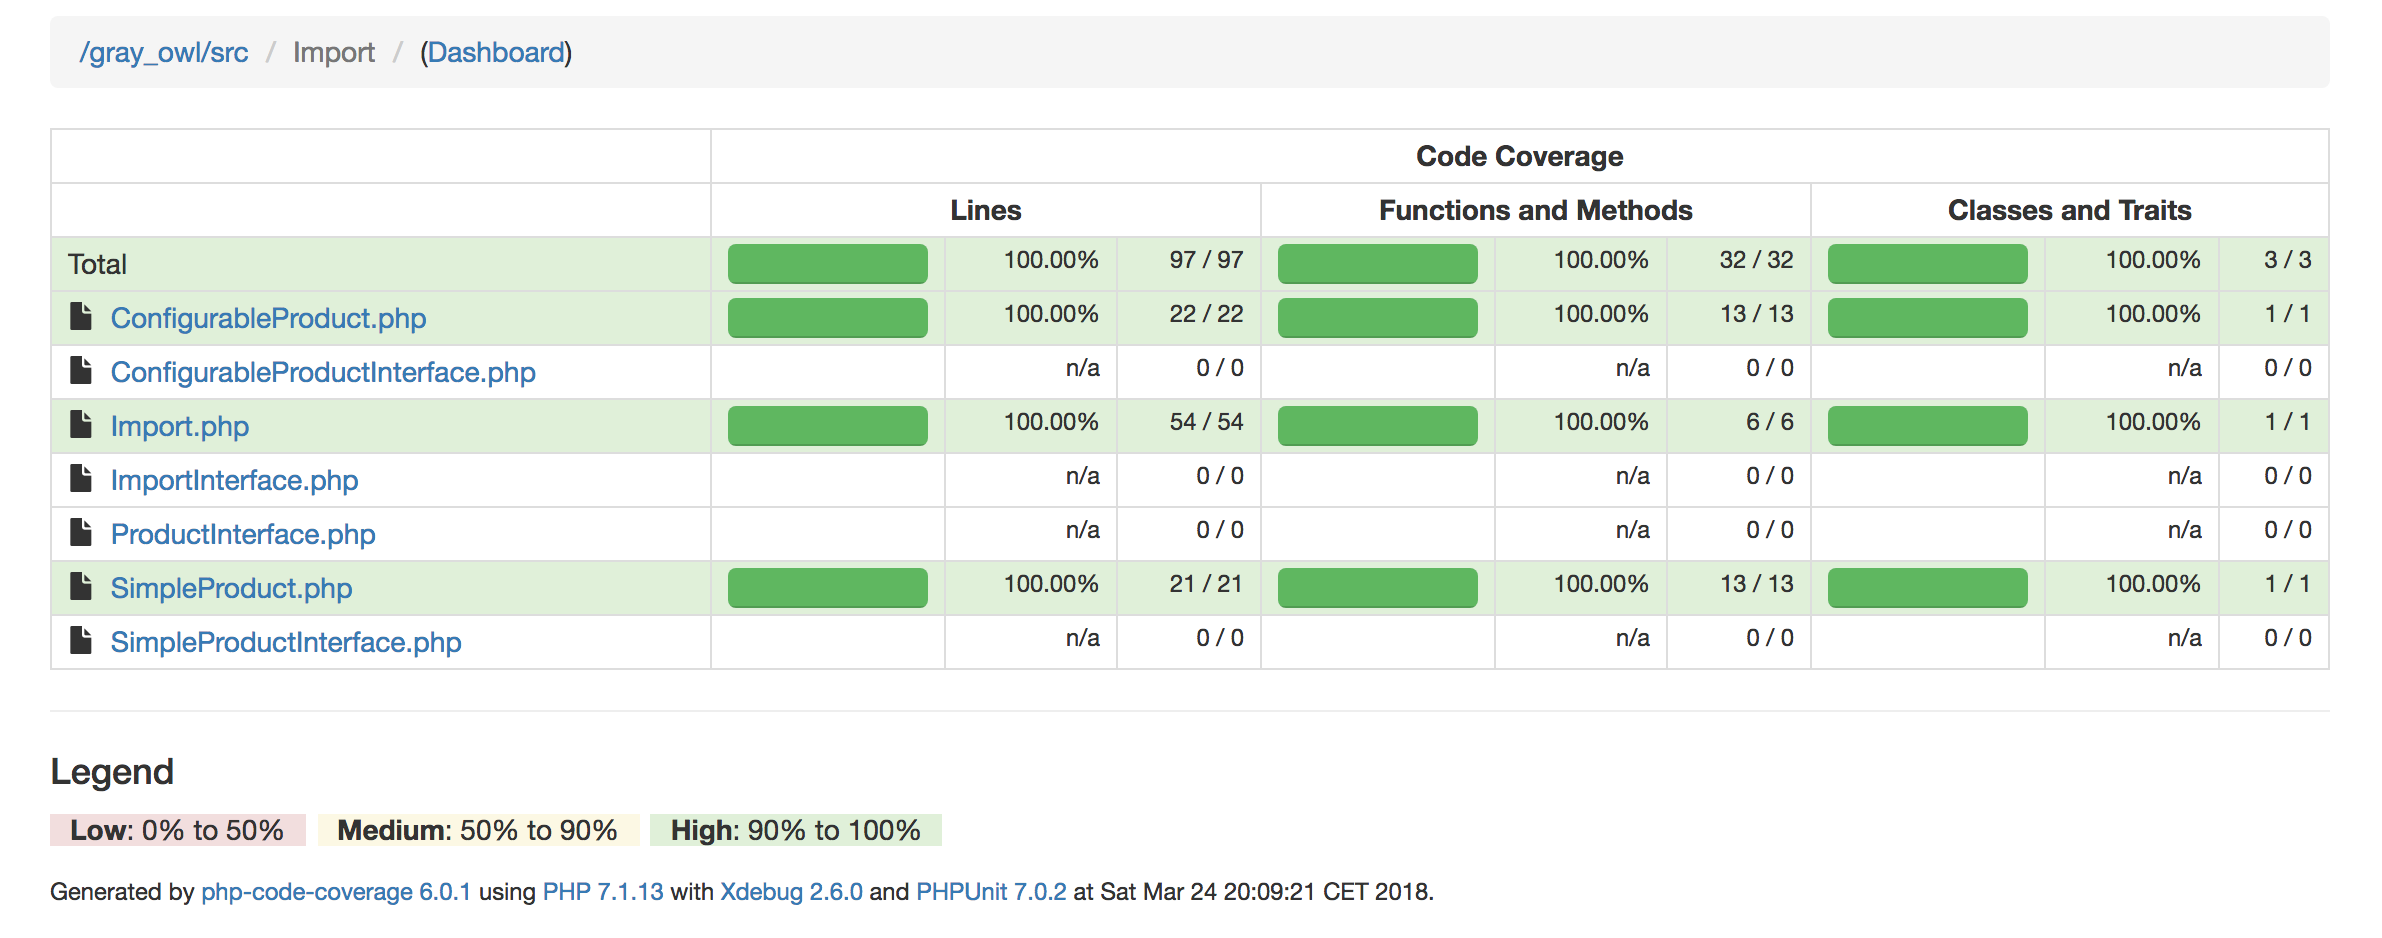 /gray_owl/src / Import / (Dashboard)
Code Coverage
Lines Functions and Methods Classes and Traits
Total 100.00% 97 / 97 100.00% 32 / 32 100.00% 3 / 3
ConfigurableProduct.php 100.00% 22 / 22 100.00% 13 / 13 100.00% 1 / 1
ConfigurableProductInterface.php n/a 0 / 0 n/a 0 / 0 n/a 0 / 0
Import.php 100.00% 54 / 54 100.00% 6 / 6 100.00% 1 / 1
ImportInterface.php n/a 0 / 0 n/a 0 / 0 n/a 0 / 0
ProductInterface.php n/a 0 / 0 n/a 0 / 0 n/a 0 / 0
SimpleProduct.php 100.00% 21 / 21 100.00% 13 / 13 100.00% 1 / 1
SimpleProductInterface.php n/a 0 / 0 n/a 0 / 0 n/a 0 / 0
Legend
Low: 0% to 50% Medium: 50% to 90% High: 90% to 100%
Generated by php-code-coverage 6.0.1 using PHP 7.1.13 with Xdebug 2.6.0 and PHPUnit 7.0.2 at Sat Mar 24 20:09:21 CET 2018.